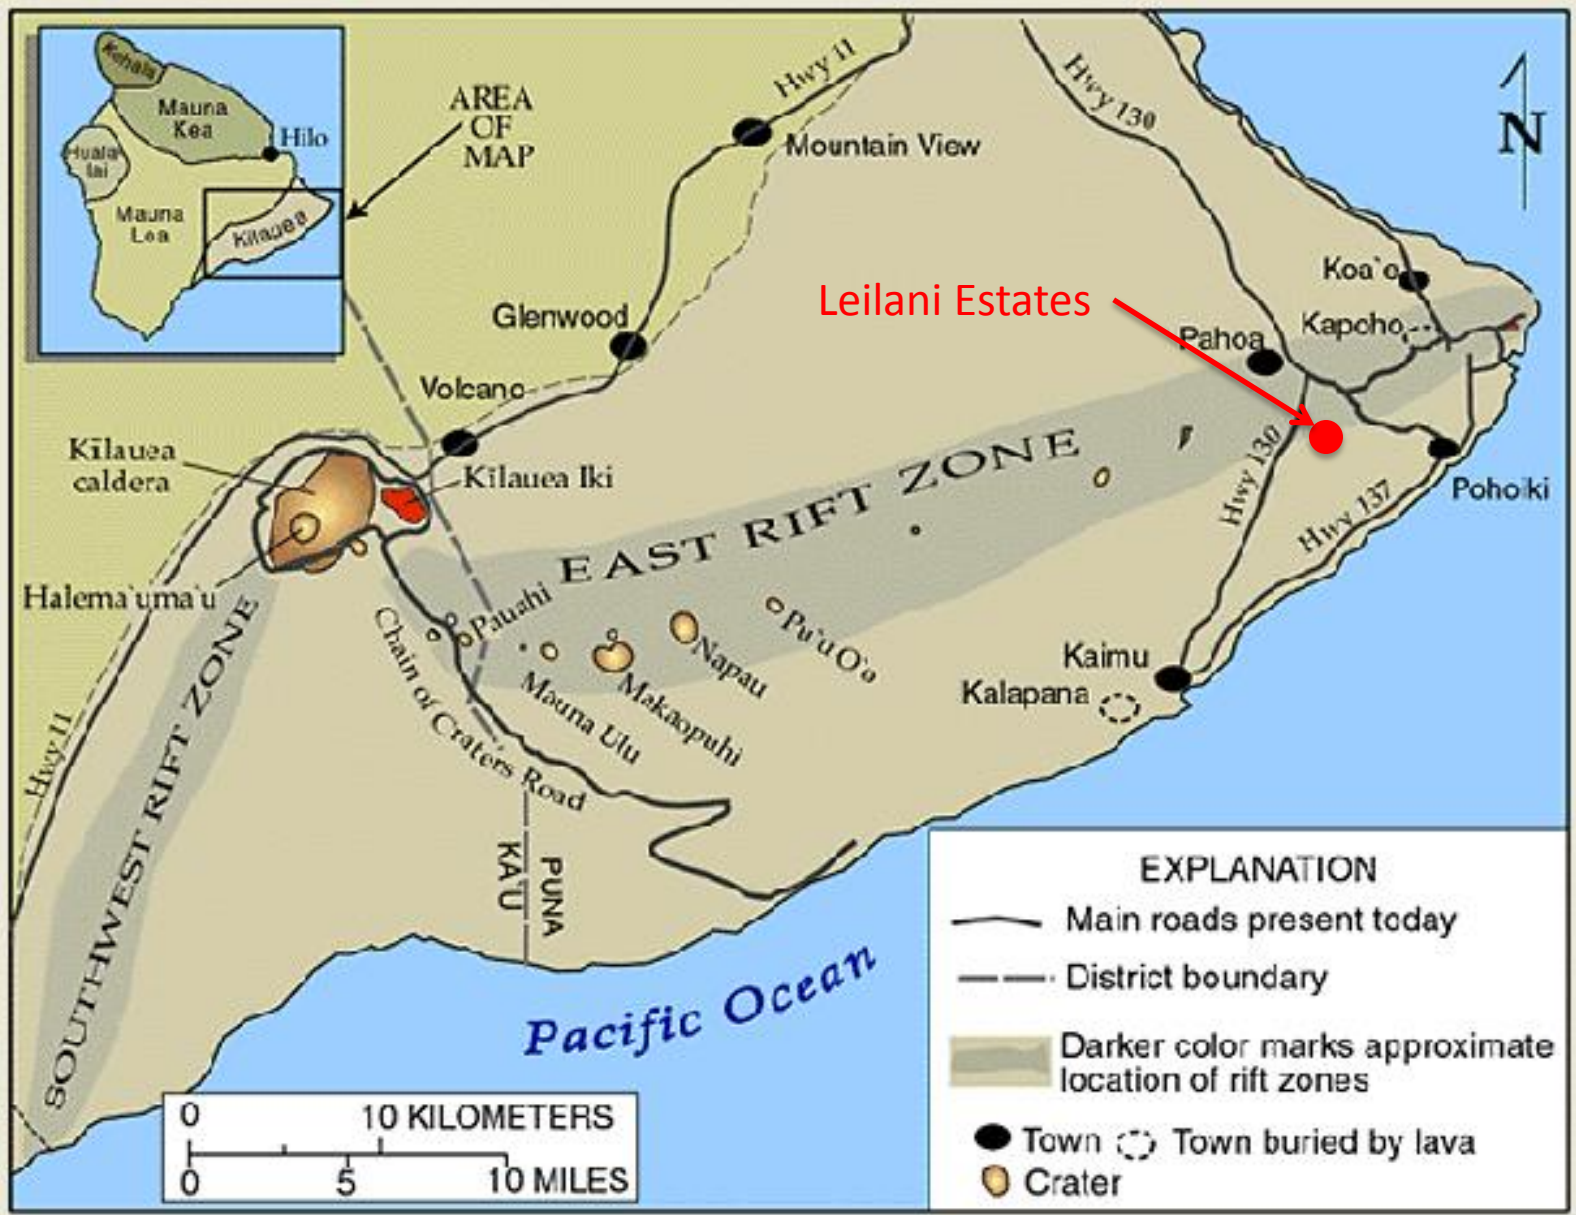 Kohala
Mauna
Kea
Hilo
Huala
lai
Mauna
Loa
Kilauea
AREA
OF
MAP
Hwy 11
Mountain View
Hwy 130
N
Koa`e
Kapoho
Leilani Estates
Pahoa
Glenwood
Volcano
Kīlauea
caldera
Kīlauea Iki
EAST RIFT ZONE
Hwy 130
Hwy 137
Pohoiki
Halema`uma`u
Pauahi
Pu`u O`o
Napau
Makaopuhi
Mauna Ulu
Chain of Craters Road
Kaimu
Kalapana
Hwy 11
SOUTHWEST RIFT ZONE
KA'U
PUNA
Pacific Ocean
EXPLANATION
Main roads present today
District boundary
Darker color marks approximate
location of rift zones
Town
Town buried by lava
Crater
0 10 KILOMETERS
0 5 10 MILES